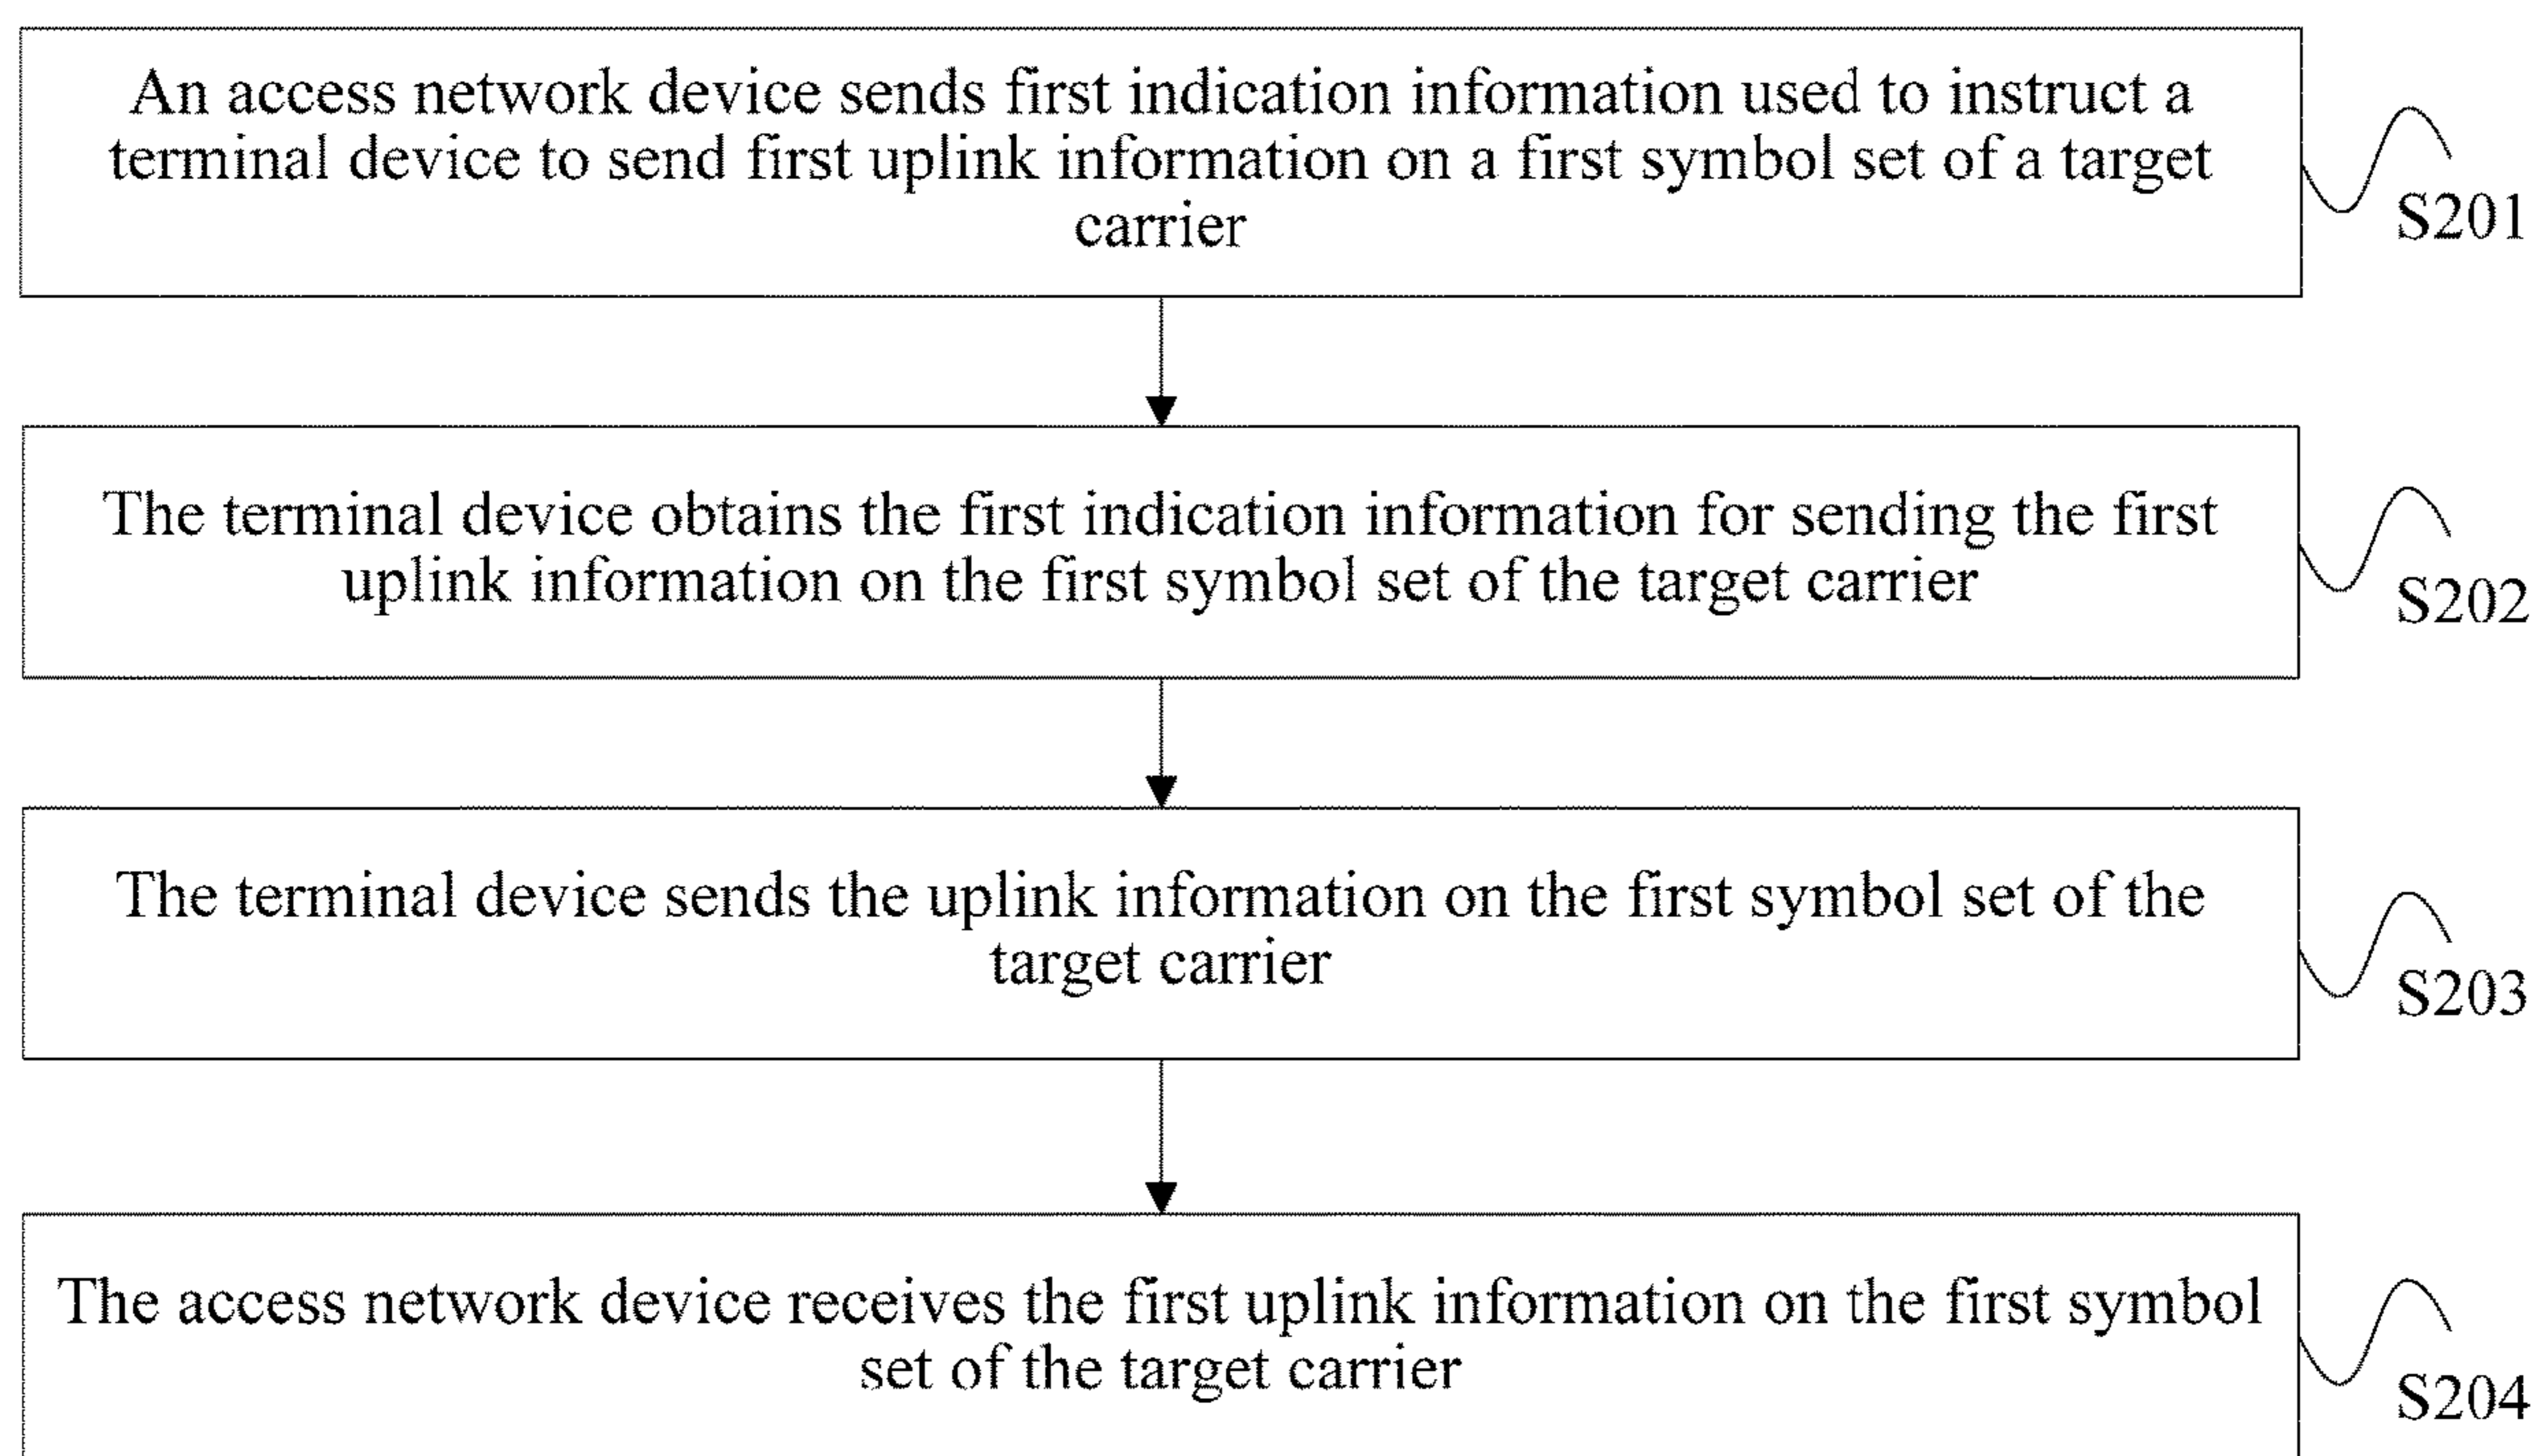 An access network device sends first indication information used to instruct a
terminal device to send first uplink information on a first symbol set of a target
carrier
S201
The terminal device obtains the first indication information for sending the first
uplink information on the first symbol set of the target carrier
S202
The terminal device sends the uplink information on the first symbol set of the
target carrier
S203
The access network device receives the first uplink information on the first symbol
set of the target carrier
S204